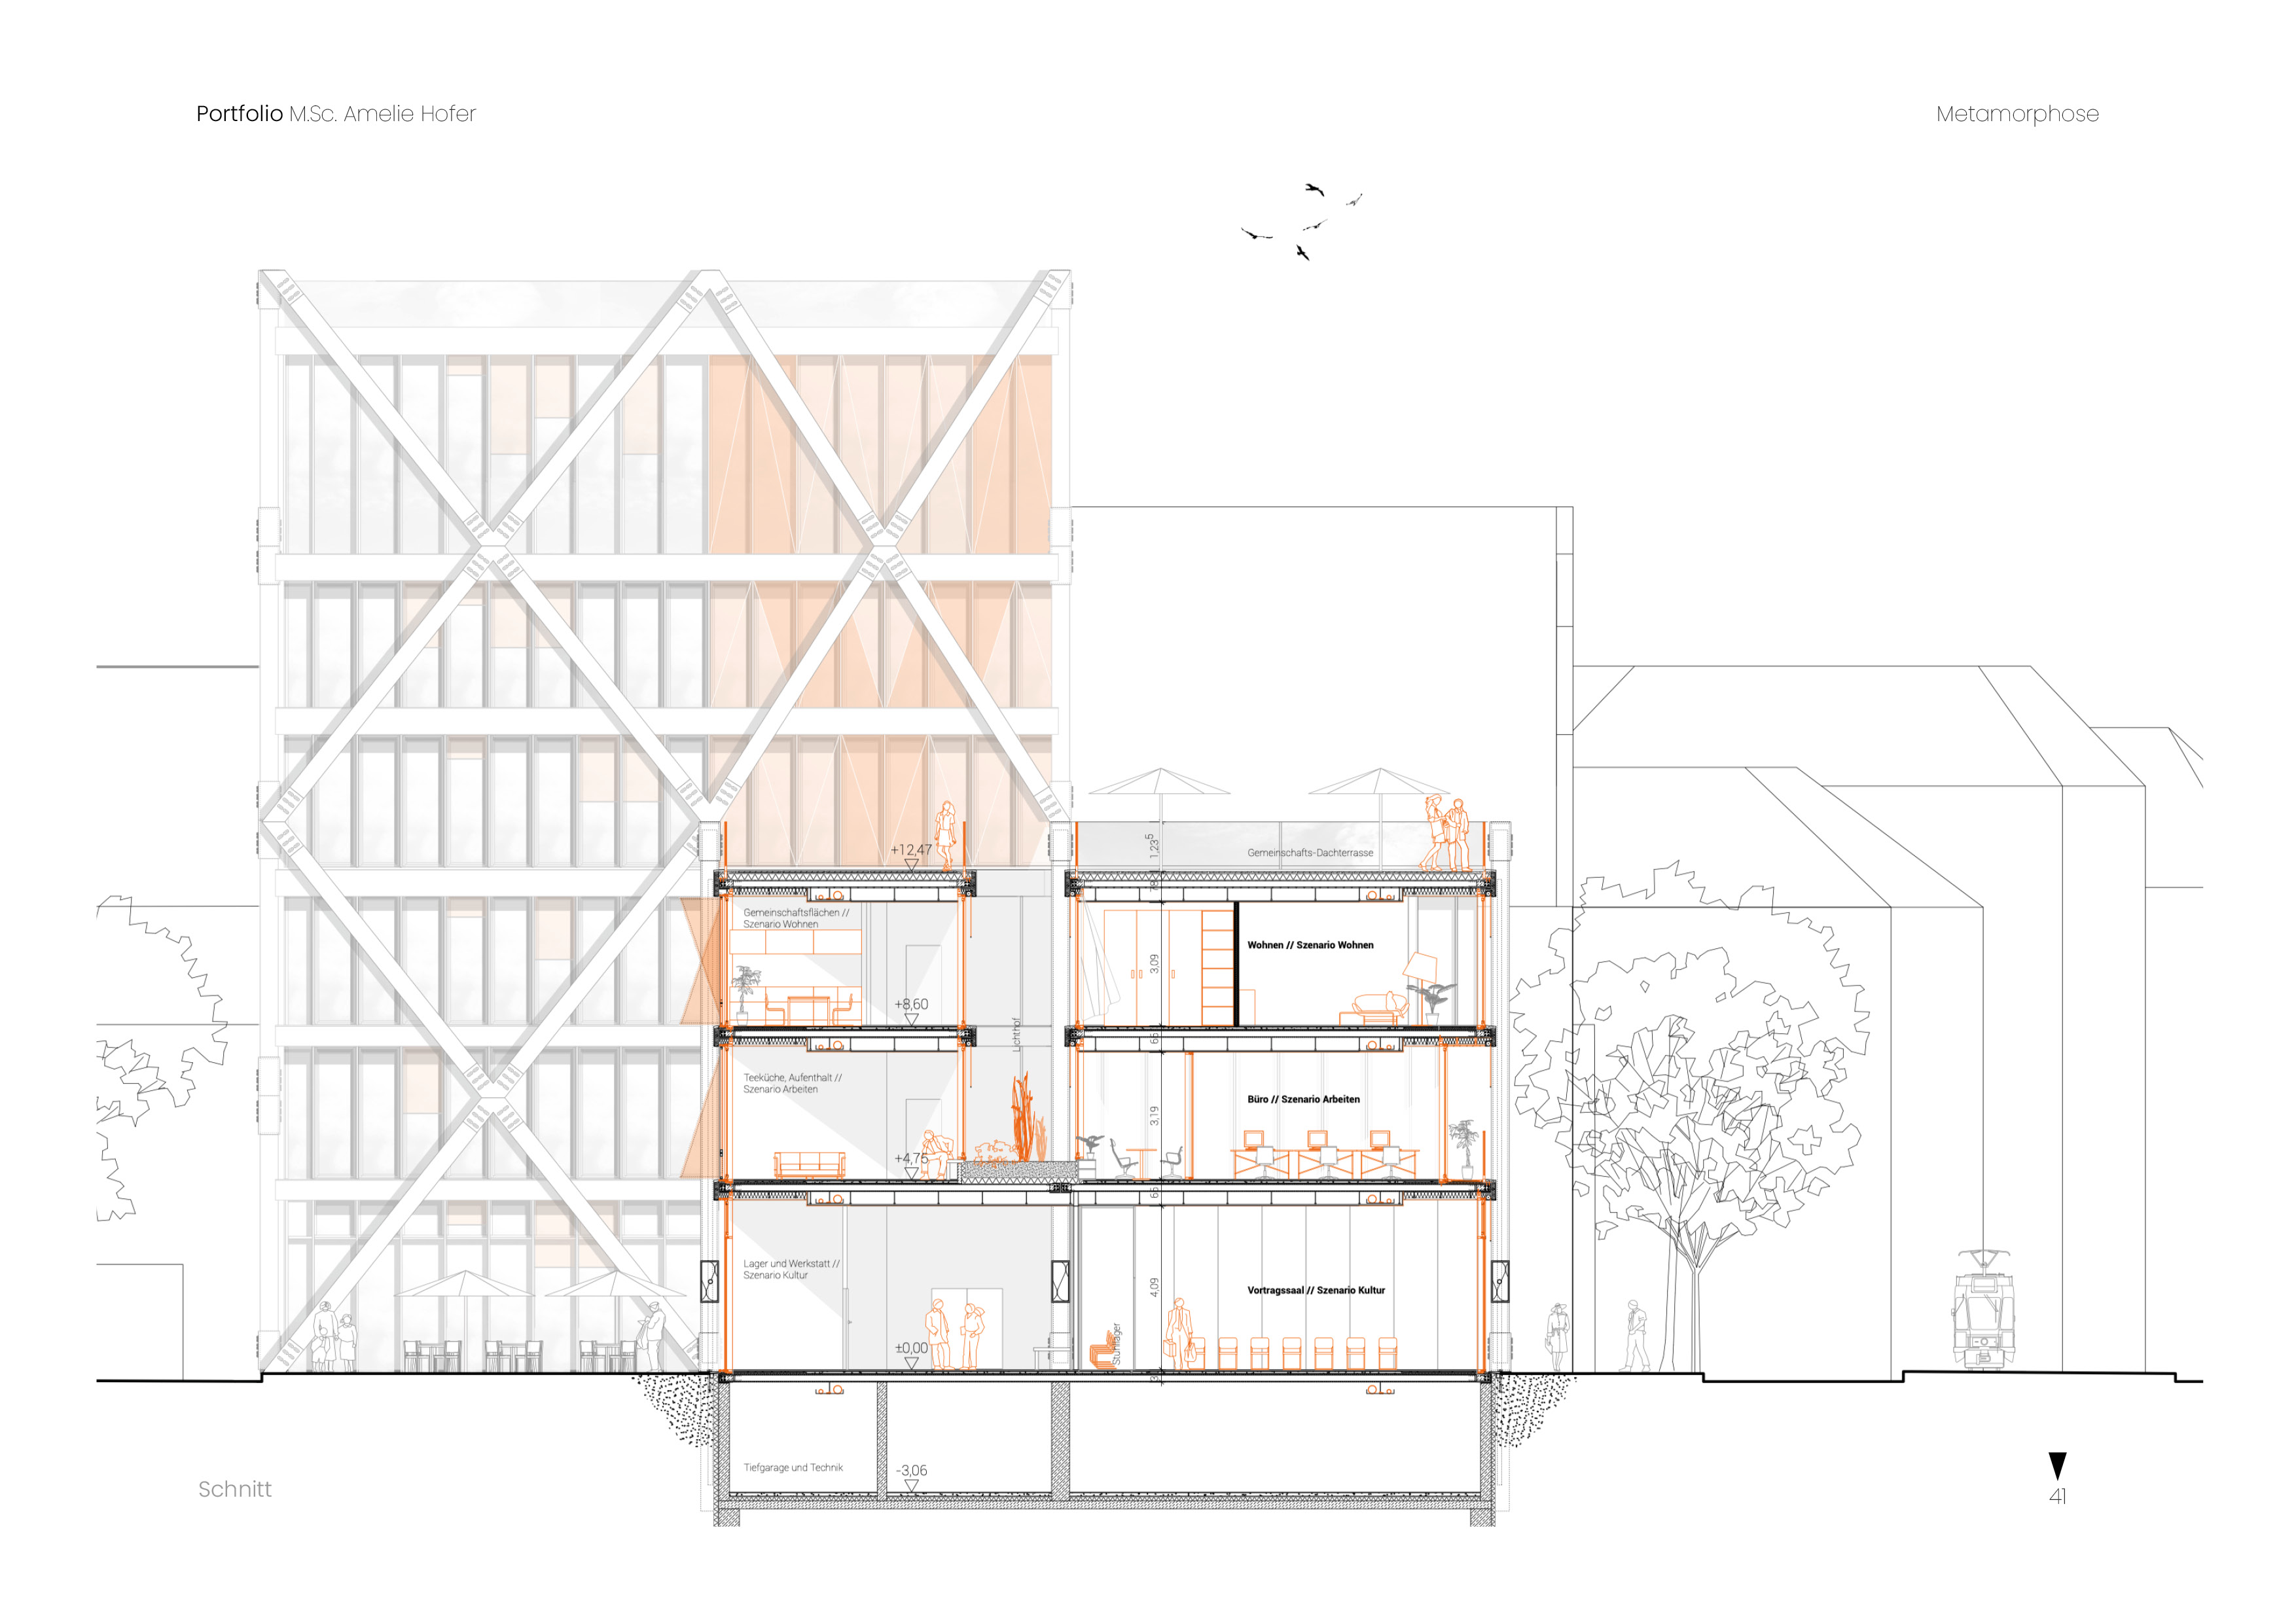 Portfolio M.Sc. Amelie Hofer
Metamorphose
+12,47
1,23⁵
Gemeinschafts-Dachterrasse
Gemeinschaftsflächen //
Szenario Wohnen
Wohnen // Szenario Wohnen
3,09
+8,60
Lichthof
Teeküche, Aufenthalt //
Szenario Arbeiten
Büro // Szenario Arbeiten
3,19
+4,75
Lager und Werkstatt //
Szenario Kultur
Vortragssaal // Szenario Kultur
4,09
±0,00
Stuhllager
Tiefgarage und Technik
-3,06
Schnitt
41